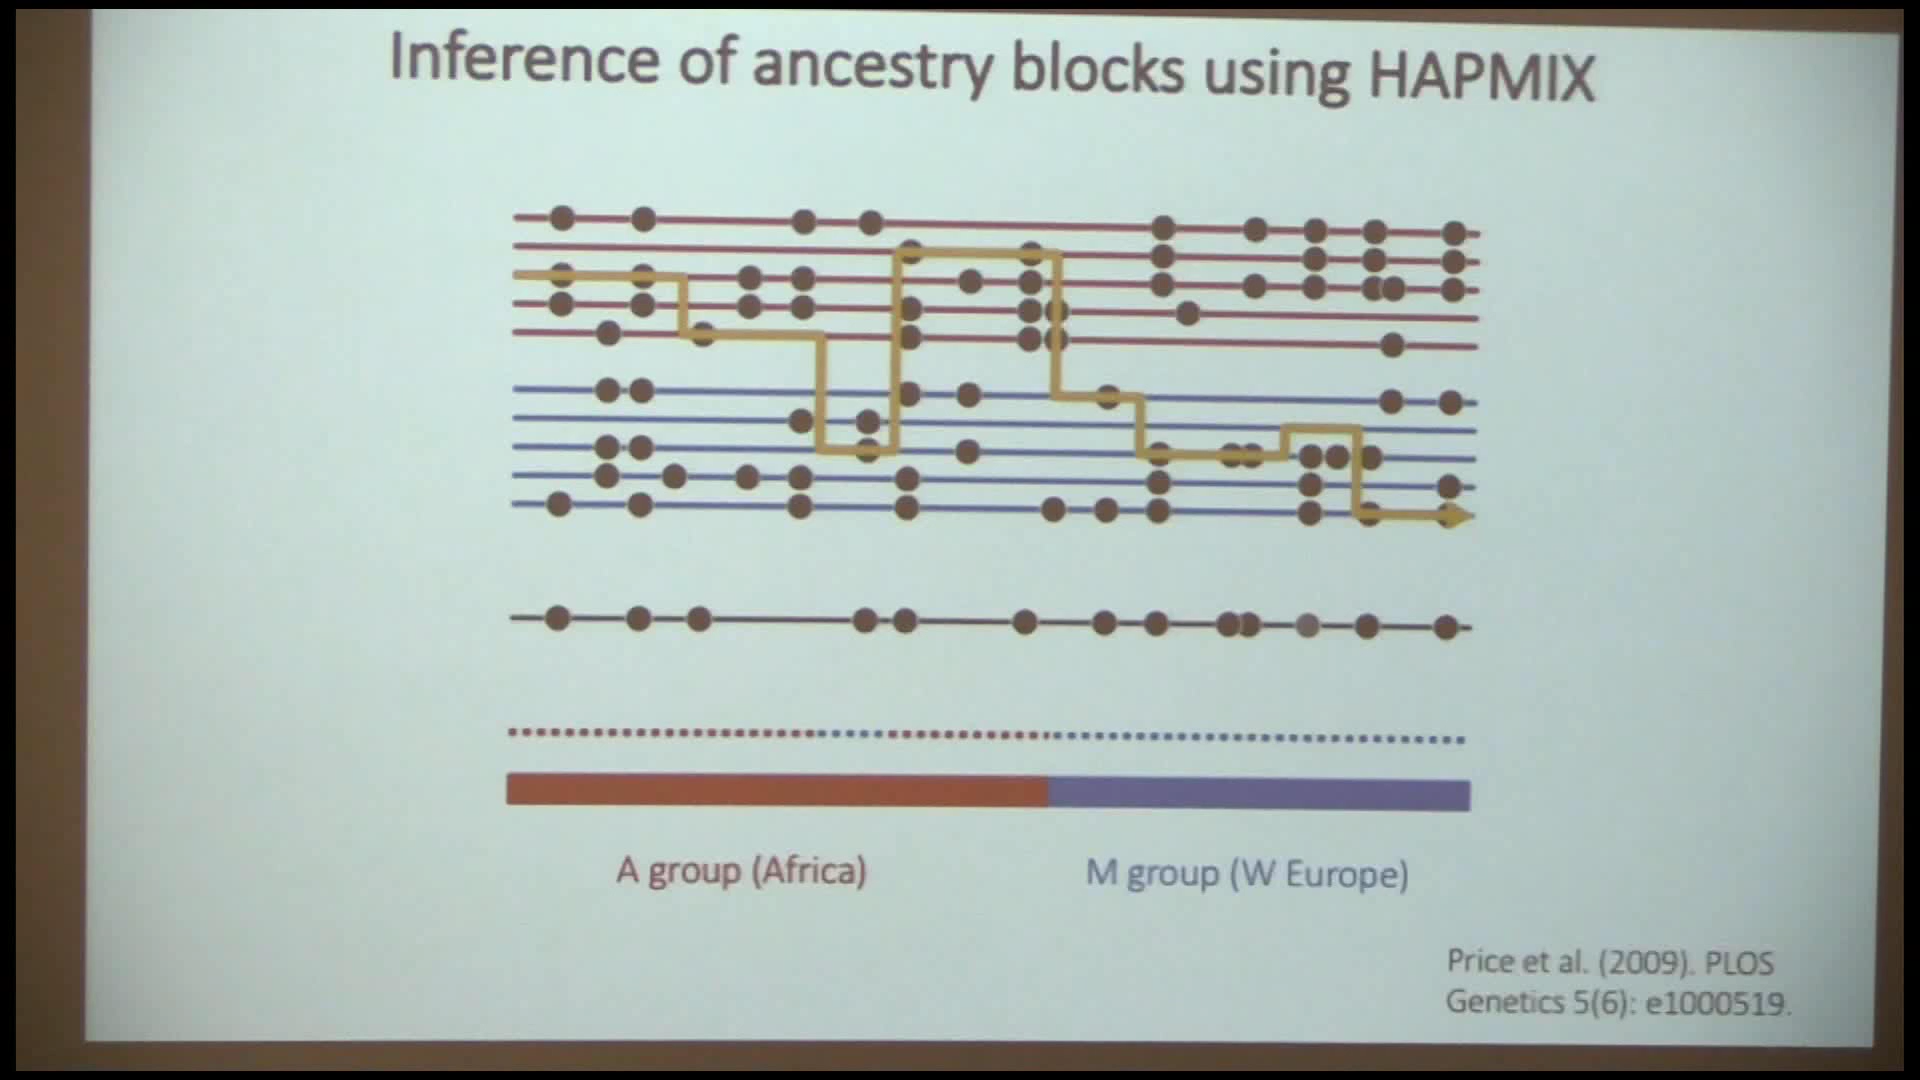 Inference of ancestry blocks using HAPMIX
A group (Africa)
M group (W Europe)
Price et al. (2009). PLOS
Genetics 5(6): e1000519.